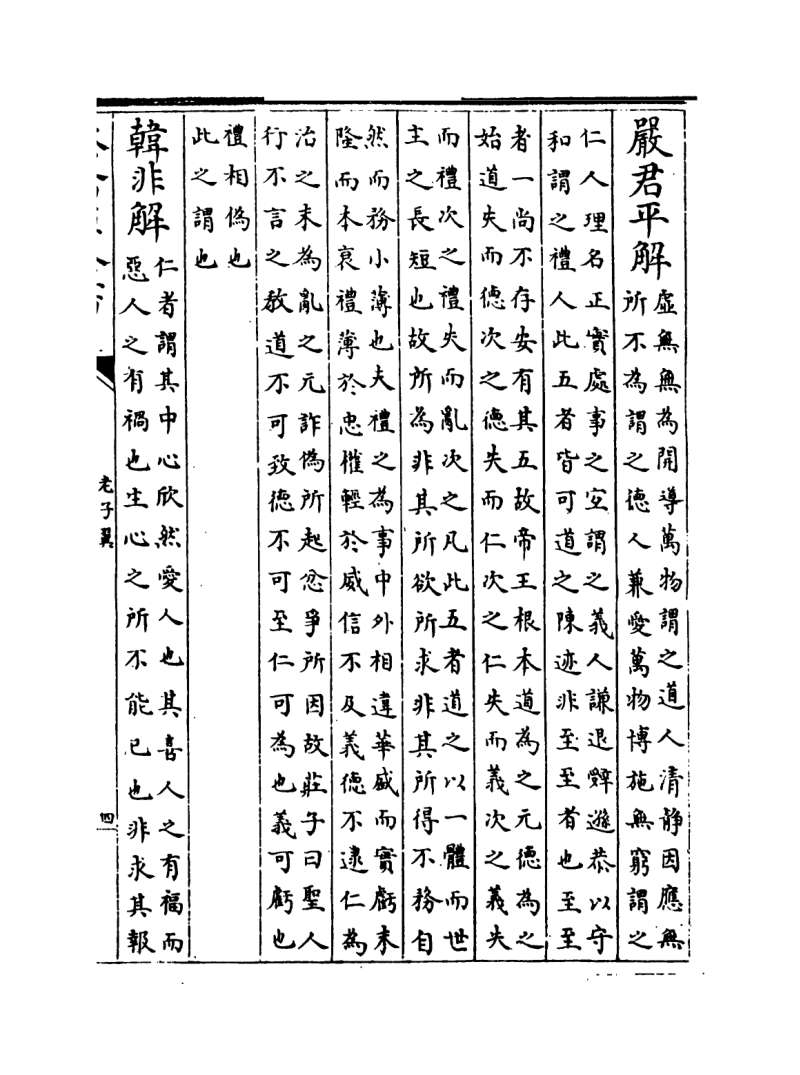 嚴君平解
虛無無為開導萬物謂之道人清静因應無
所不為謂之德人兼愛萬物博施無窮謂之
仁人理名正實處事之宜謂之義人謙退辤遜恭以守
和謂之禮人此五者皆可道之陳迹非至至者也至至
者一尚不存安有其五故帝王根本道為之元德為之
始道失而德次之德失而仁次之仁失而義次之義失
而禮次之禮失而亂次之凡此五者道之以一體而世
主之長短也故所為非其所欲所求非其所得不務自
然而務小薄也夫禮之為事中外相違華盛而實虧末
隆而本衰禮薄於忠權輕於威信不及義德不逮仁為
治之末為亂之元詐偽所起忿爭所因故莊子曰聖人
行不言之教道不可致德不可至仁可為也義可虧也
禮相偽也
此之謂也
韓非解
仁者謂其中心欣然愛人也其喜人之有福而
惡人之有禍也生心之所不能已也非求其報
老子翼
四